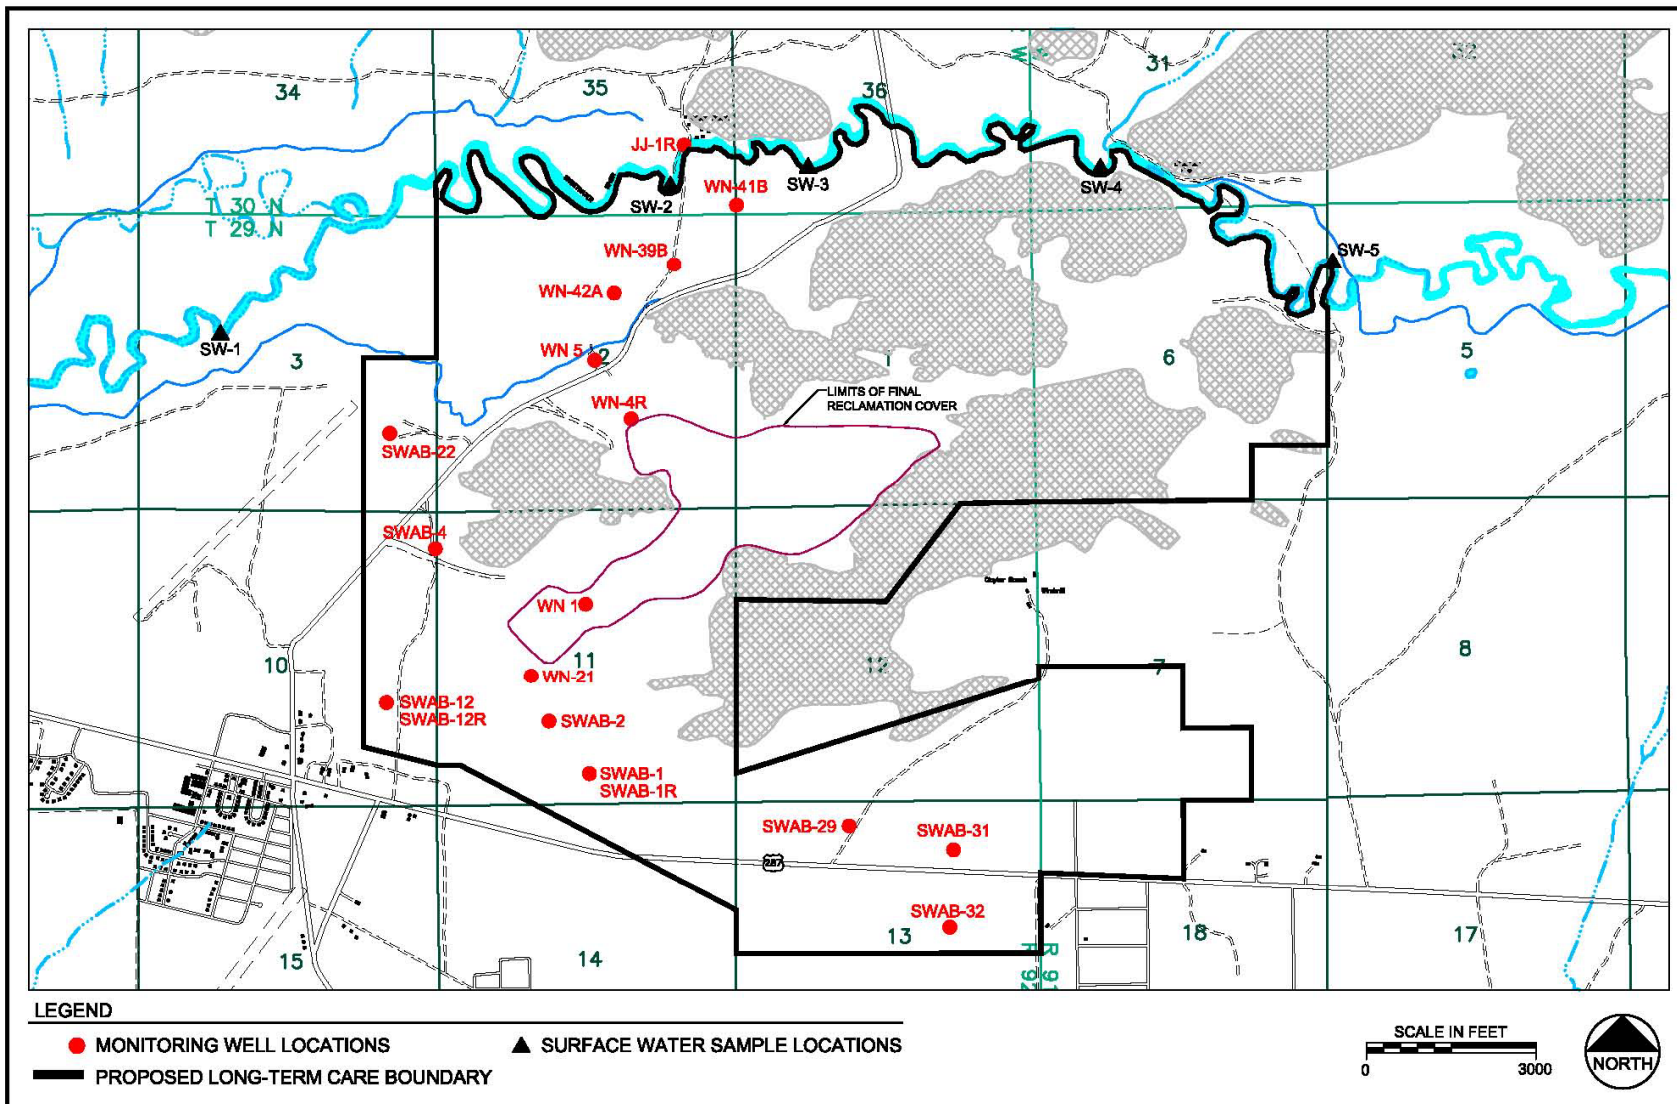 34
35
36
31
32
T 30 N
T 29 N
JJ-1R
WN-41B
SW-2
SW-3
SW-4
SW-5
WN-39B
WN-42A
SW-1
3
WN 5
2
1
6
5
WN-4R
LIMITS OF FINAL
RECLAMATION COVER
SWAB-22
SWAB-4
WN 1
10
11
12
7
8
WN-21
SWAB-12
SWAB-12R
SWAB-2
SWAB-1
SWAB-1R
SWAB-29
SWAB-31
287
SWAB-32
15
14
13
18
17
R 91
R 92
LEGEND
MONITORING WELL LOCATIONS
SURFACE WATER SAMPLE LOCATIONS
PROPOSED LONG-TERM CARE BOUNDARY
SCALE IN FEET
0 3000
NORTH